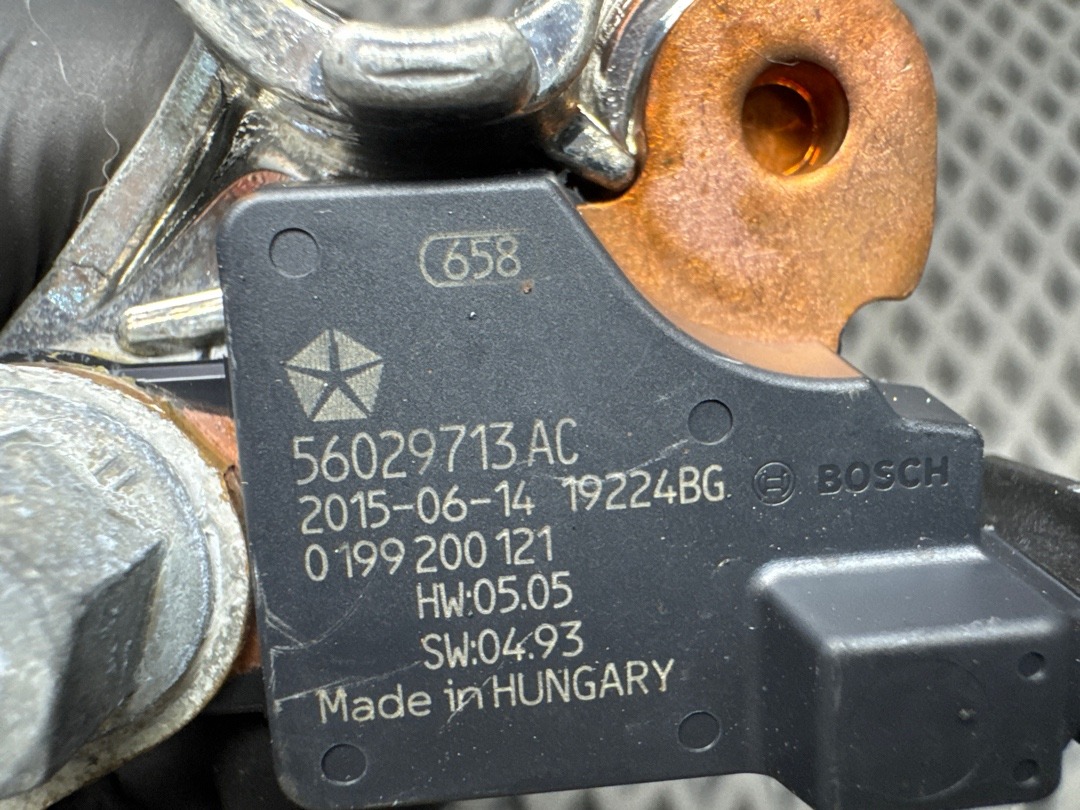 658
56029713AC
2015-06-14 19224BG
BOSCH
0 199 200 121
HW:05.05
SW:04.93
Made in HUNGARY